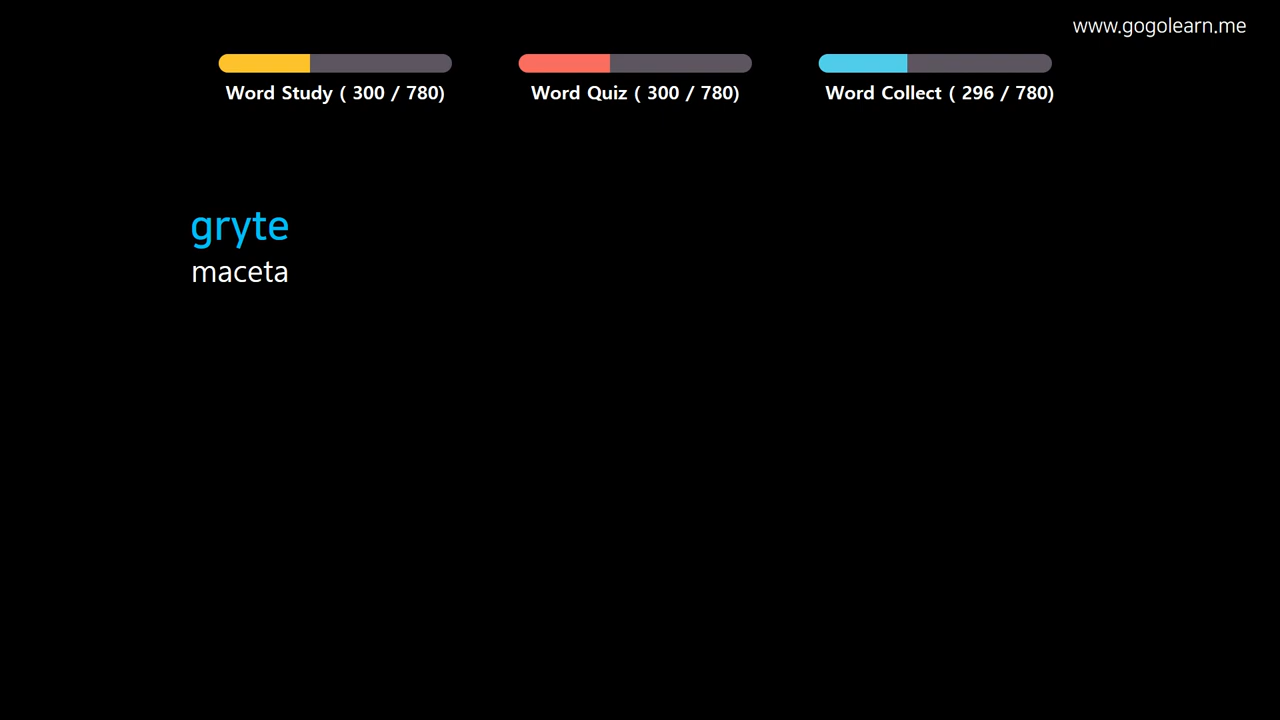 www.gogolearn.me
Word Study ( 300 / 780)
Word Quiz ( 300 / 780)
Word Collect ( 296 / 780)
gryte
maceta